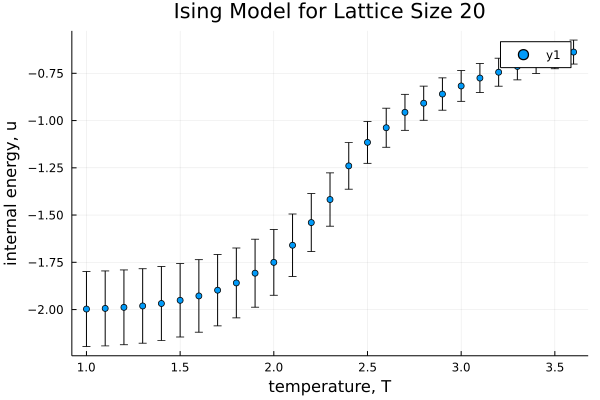 Ising Model for Lattice Size 20
y1
internal energy, u
−0.75
−1.00
−1.25
−1.50
−1.75
−2.00
1.0 1.5 2.0 2.5 3.0 3.5
temperature, T